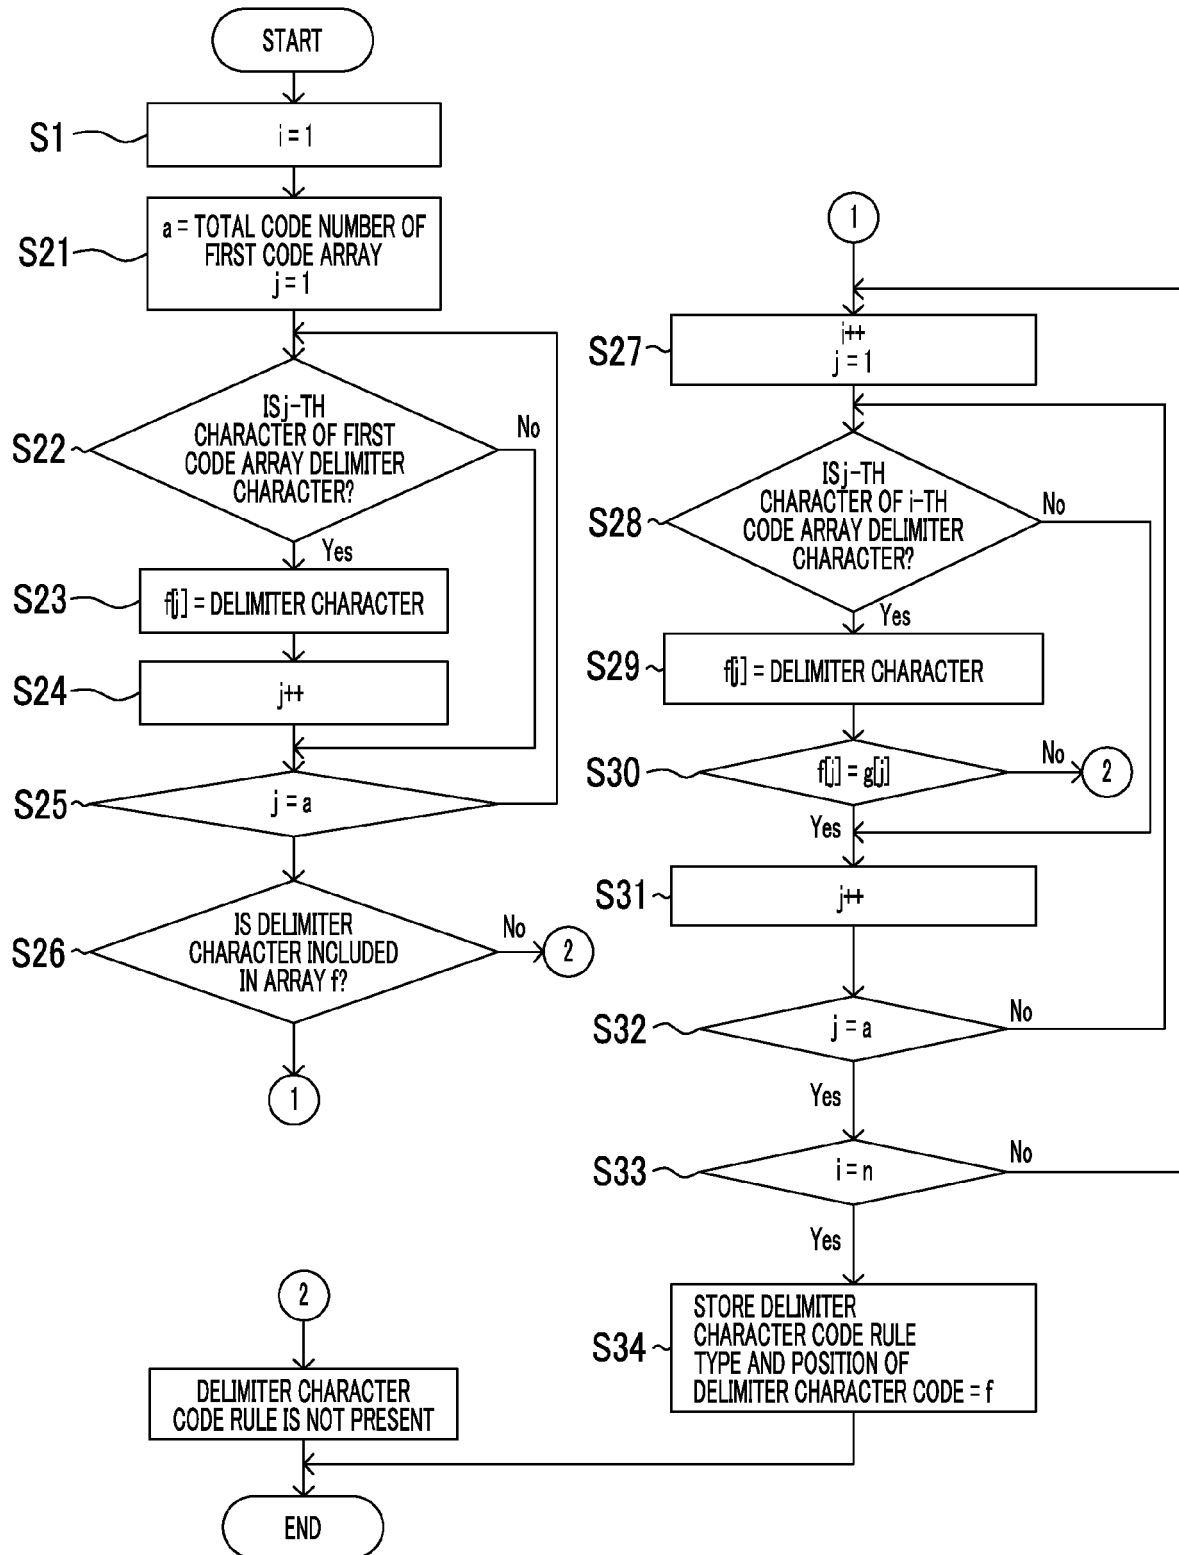 START
S1
i = 1
S21
a = TOTAL CODE NUMBER OF
FIRST CODE ARRAY
j = 1
S22
IS j-TH
CHARACTER OF FIRST
CODE ARRAY DELIMITER
CHARACTER?
No
Yes
S23
f[j] = DELIMITER CHARACTER
S24
j++
S25
j = a
S26
IS DELIMITER
CHARACTER INCLUDED
IN ARRAY f?
No
2
1
1
S27
i++
j = 1
S28
IS j-TH
CHARACTER OF i-TH
CODE ARRAY DELIMITER
CHARACTER?
No
Yes
S29
f[j] = DELIMITER CHARACTER
S30
f[j] = g[j]
No
2
Yes
S31
j++
S32
j = a
No
Yes
S33
i = n
No
Yes
S34
STORE DELIMITER
CHARACTER CODE RULE
TYPE AND POSITION OF
DELIMITER CHARACTER CODE = f
2
DELIMITER CHARACTER
CODE RULE IS NOT PRESENT
END